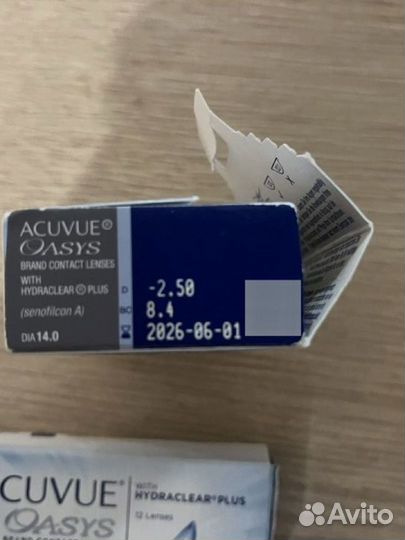 ACUVUE®
OASYS
BRAND CONTACT LENSES
WITH
HYDRACLEAR® PLUS
(senofilcon A)
DIA 14.0
D -2.50
BC 8.4
2026-06-01
CUVUE®
OASYS
WITH
HYDRACLEAR® PLUS
12 Lenses
Avito